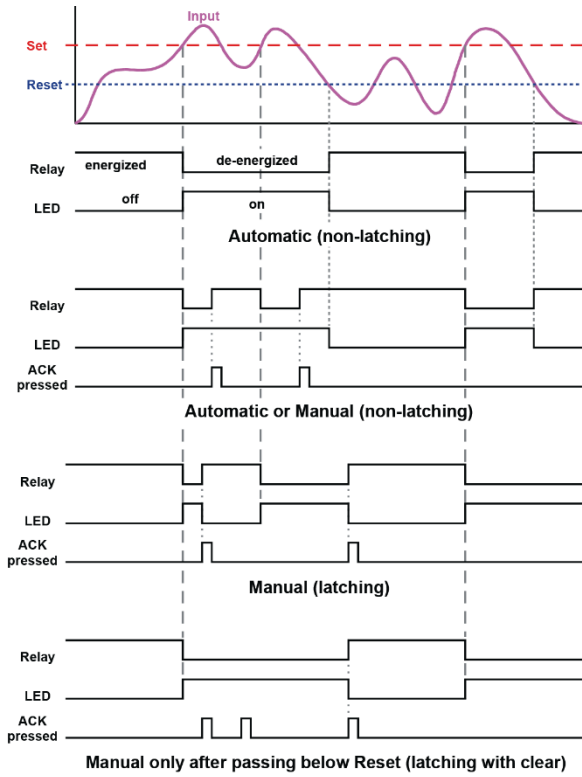 Input
Set
Reset
energized
de-energized
Relay
off
on
LED
Automatic (non-latching)
Relay
LED
ACK
pressed
Automatic or Manual (non-latching)
Relay
LED
ACK
pressed
Manual (latching)
Relay
LED
ACK
pressed
Manual only after passing below Reset (latching with clear)